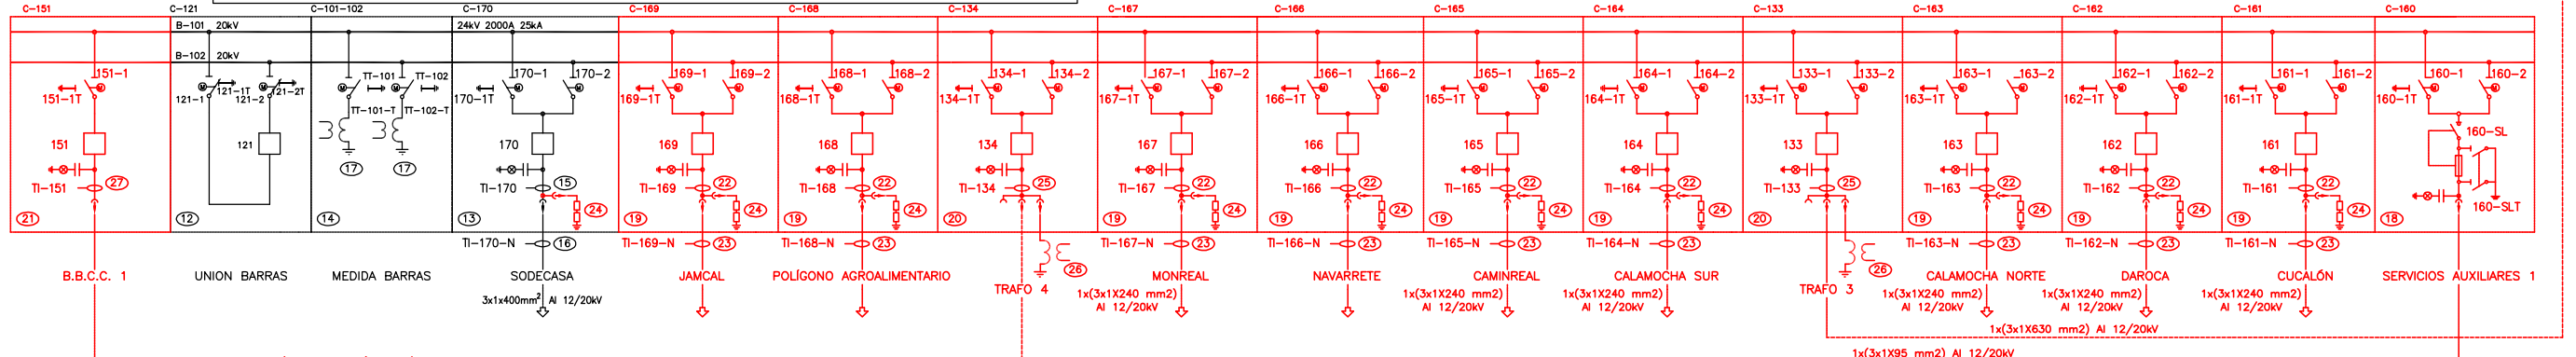 C-151 C-121 C-101-102 C-170 C-169 C-168 C-134 C-167 C-166 C-165 C-164 C-133 C-163 C-162 C-161 C-160
B-101 20kV 24kV 2000A 25kA
B-102 20kV
151-1 TT-101 TT-102 170-1 170-2 169-1 169-2 168-1 168-2 134-1 134-2 167-1 167-2 166-1 166-2 165-1 165-2 164-1 164-2 133-1 133-2 163-1 163-2 162-1 162-2 161-1 161-2 160-1 160-2
M 121-1T M 121-2T M M M M M M M M M M M M M M M M M M M M M M M M M M M M M
151-1T 121-1 121-2 170-1T 169-1T 168-1T 134-1T 167-1T 166-1T 165-1T 164-1T 133-1T 163-1T 162-1T 161-1T 160-1T
TT-101-T TT-102-T
160-SL
151 121 170 169 168 134 167 166 165 164 133 163 162 161
17 17
TI-151 27 TI-170 15 TI-169 22 TI-168 22 TI-134 25 TI-167 22 TI-166 22 TI-165 22 TI-164 22 TI-133 25 TI-163 22 TI-162 22 TI-161 22
160-SLT
24 24 24 24 24 24 24 24 24 24
21 12 14 13 19 19 20 19 19 19 19 20 19 19 19 18
TI-170-N 16 TI-169-N 23 TI-168-N 23 TI-167-N 23 TI-166-N 23 TI-165-N 23 TI-164-N 23 TI-163-N 23 TI-162-N 23 TI-161-N 23
26 26
B.B.C.C. 1 UNION BARRAS MEDIDA BARRAS SODECASA JAMCAL POLÍGONO AGROALIMENTARIO MONREAL NAVARRETE CAMINREAL CALAMOCHA SUR CALAMOCHA NORTE DAROCA CUCALÓN SERVICIOS AUXILIARES 1
TRAFO 4 TRAFO 3
3x1x400mm² Al 12/20kV
1x(3x1X240 mm2) 1x(3x1X240 mm2) 1x(3x1X240 mm2) 1x(3x1X240 mm2) 1x(3x1X240 mm2) 1x(3x1X240 mm2)
Al 12/20kV Al 12/20kV Al 12/20kV Al 12/20kV Al 12/20kV Al 12/20kV
1x(3x1X630 mm2) Al 12/20kV
1x(3x1X95 mm2) Al 12/20kV